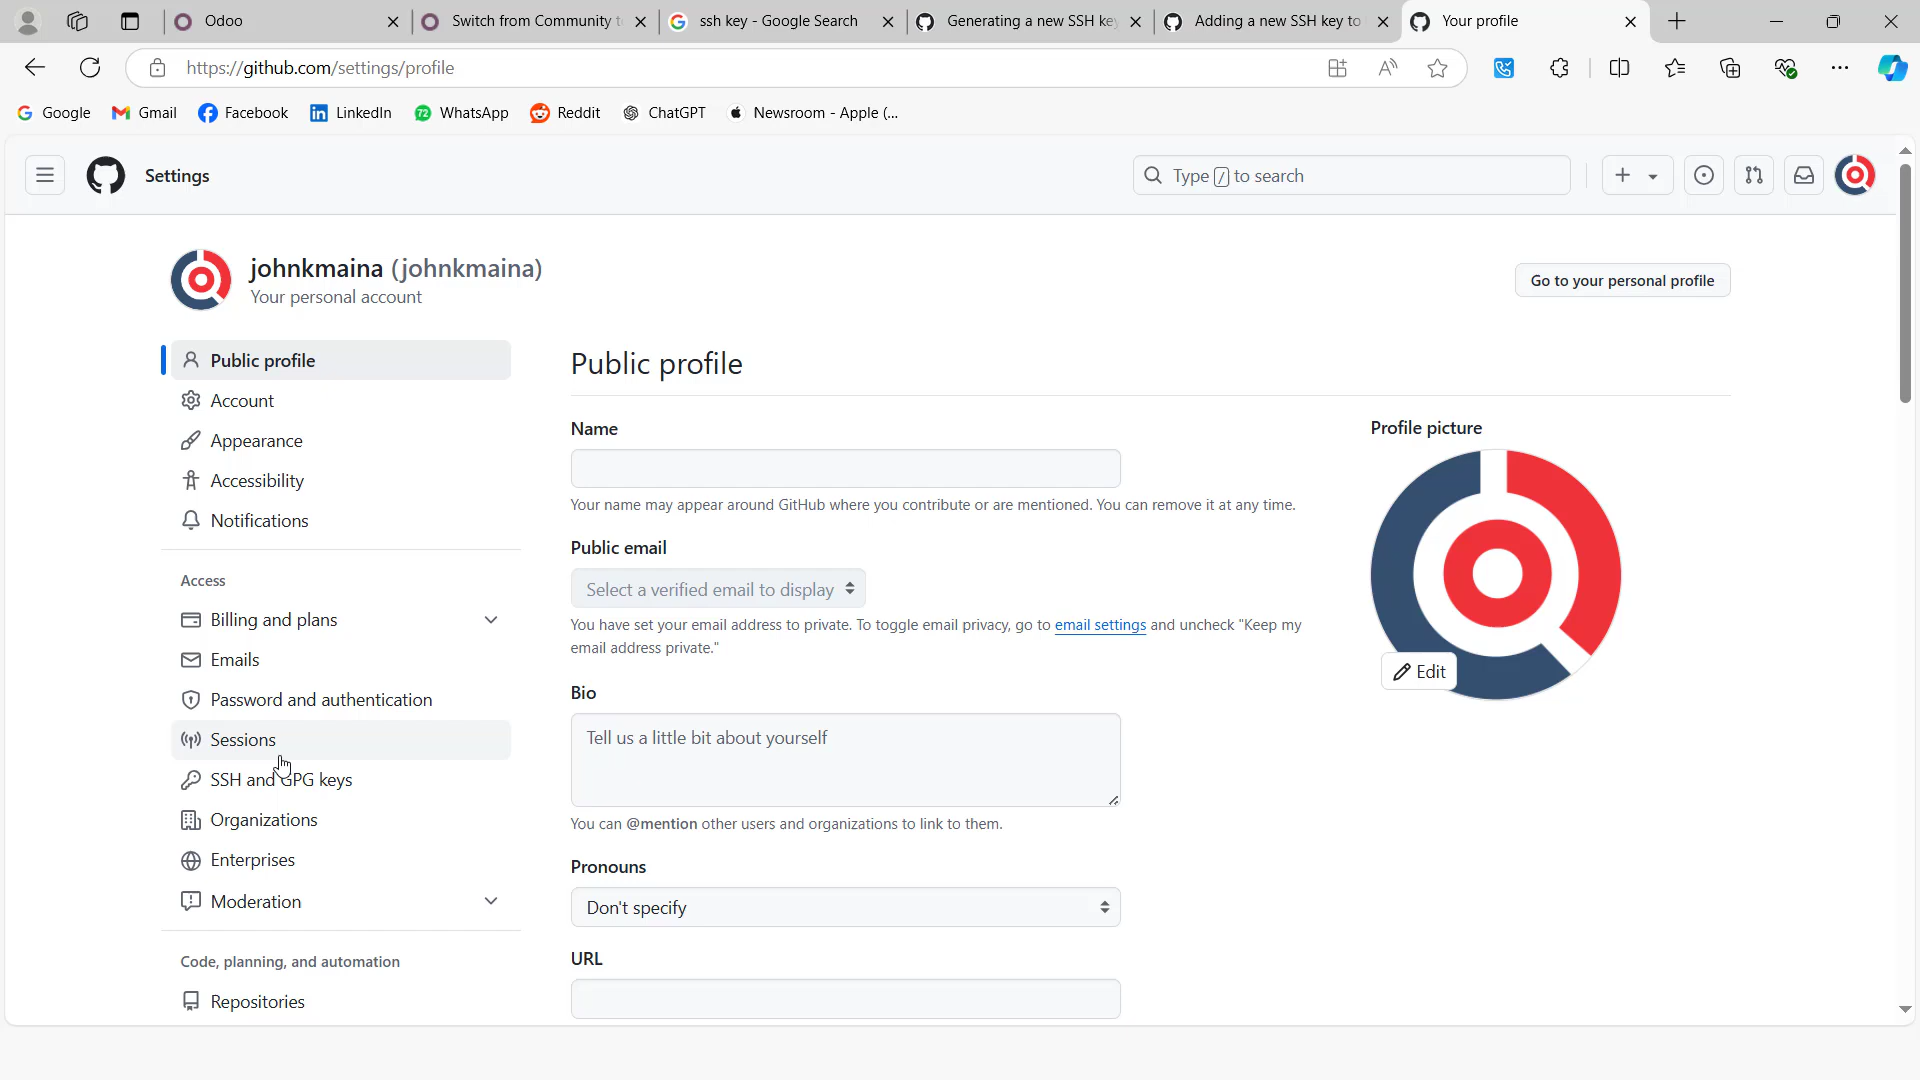 Odoo
Switch from Community to
ssh key - Google Search
Generating a new SSH key
Adding a new SSH key to
Your profile
https://github.com/settings/profile
Google
Gmail
Facebook
LinkedIn
72
WhatsApp
Reddit
ChatGPT
Newsroom - Apple (...
Settings
Type / to search
johnkmaina (johnkmaina)
Your personal account
Go to your personal profile
Public profile
Account
Appearance
Accessibility
Notifications
Access
Billing and plans
Emails
Password and authentication
Sessions
SSH and GPG keys
Organizations
Enterprises
Moderation
Code, planning, and automation
Repositories
Public profile
Name
Your name may appear around GitHub where you contribute or are mentioned. You can remove it at any time.
Public email
Select a verified email to display
You have set your email address to private. To toggle email privacy, go to email settings and uncheck "Keep my
email address private."
Bio
Tell us a little bit about yourself
You can @mention other users and organizations to link to them.
Pronouns
Don't specify
URL
Profile picture
Edit